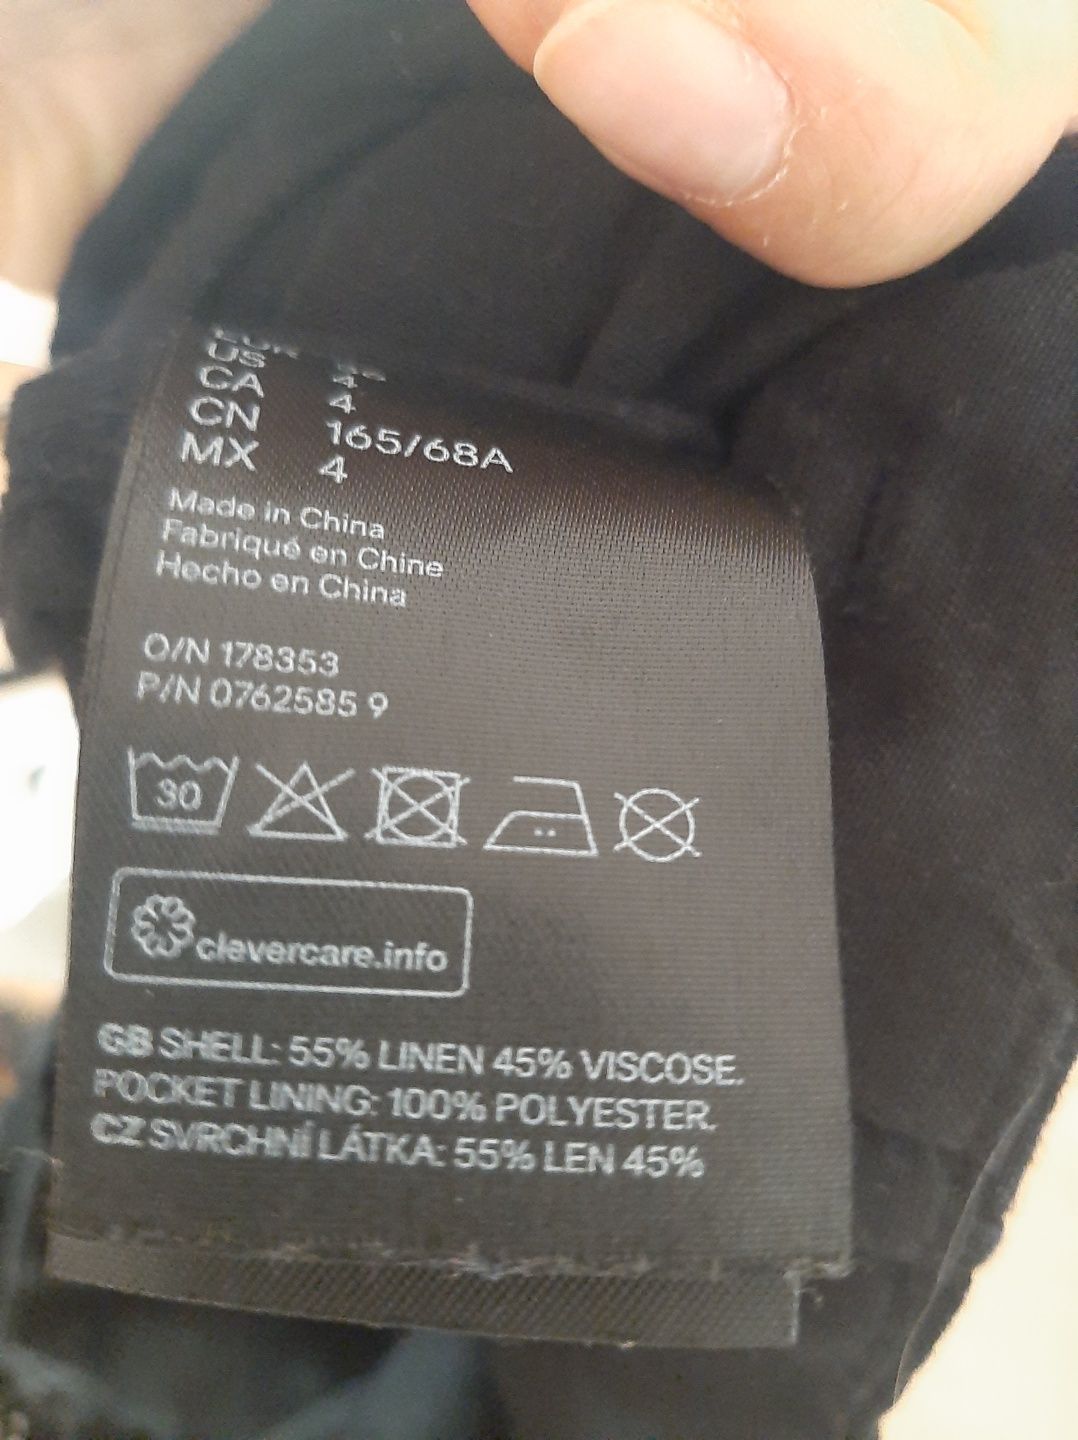 US 4
CA 4
CN 165/68A
MX 4
Made in China
Fabriqué en Chine
Hecho en China
O/N 178353
P/N 0762585 9
30
clevercare.info
GB SHELL: 55% LINEN 45% VISCOSE.
POCKET LINING: 100% POLYESTER.
CZ SVRCHNÍ LÁTKA: 55% LEN 45%